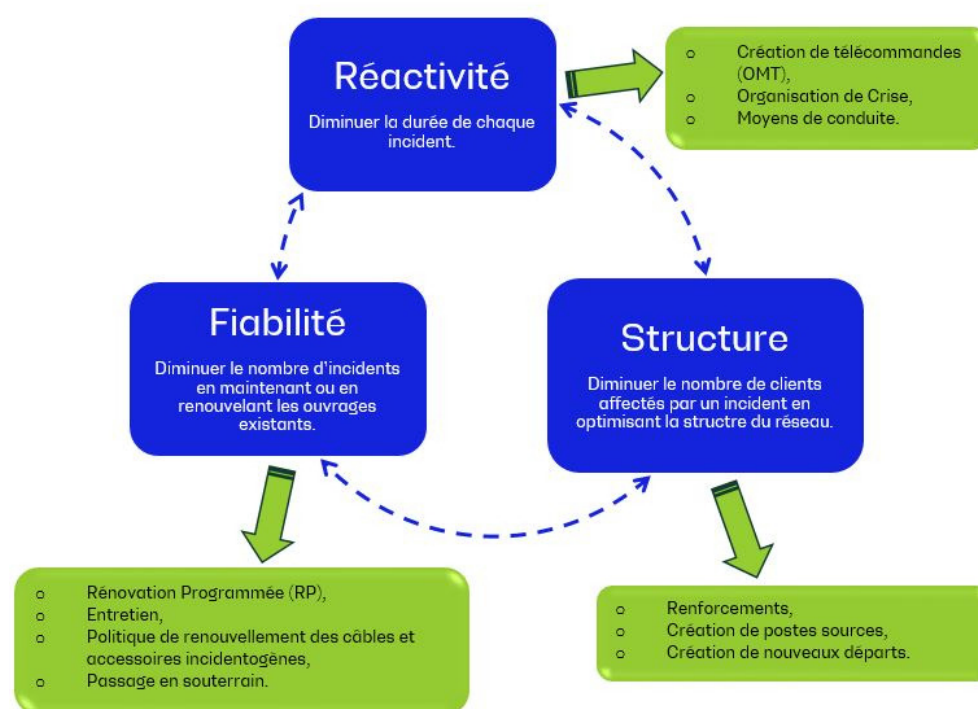 Réactivité
Diminuer la durée de chaque
incident.
o Création de télécommandes
(OMT),
o Organisation de Crise,
o Moyens de conduite.
Fiabilité
Diminuer le nombre d'incidents
en maintenant ou en
renouvelant les ouvrages
existants.
Structure
Diminuer le nombre de clients
affectés par un incident en
optimisant la structre du réseau.
o Rénovation Programmée (RP),
o Entretien,
o Politique de renouvellement des câbles et
accessoires incidentogènes,
o Passage en souterrain.
o Renforcements,
o Création de postes sources,
o Création de nouveaux départs.